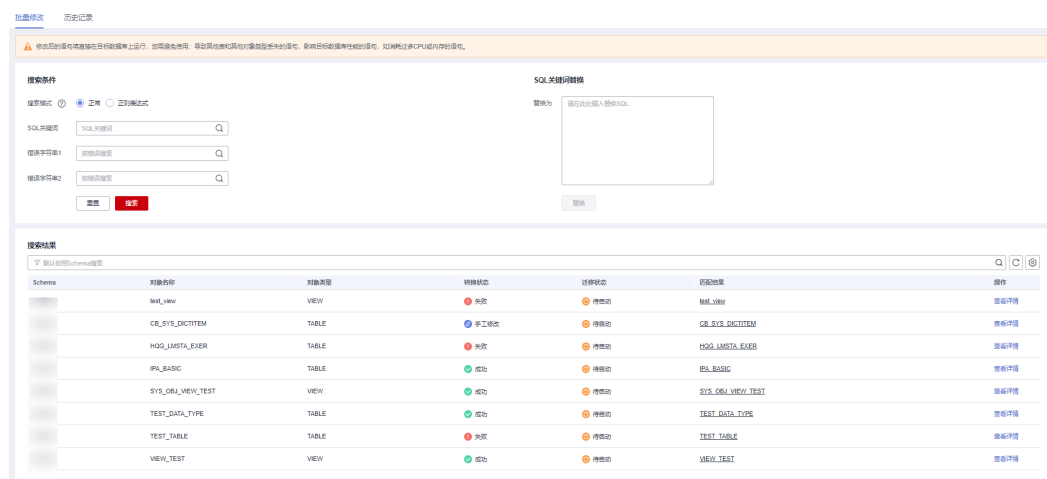 批量修改 历史记录
修改后的语句将直接在目标数据库上运行，您需避免使用：导致其他表和其他对象类型丢失的语句，影响目标数据库性能的语句，如消耗过多CPU或内存的语句。
搜索条件 SQL关键词替换
搜索模式 正常 正则表达式 替换为 请在此处输入替换SQL
SQL关键词 SQL关键词
错误字符串1 按错误搜索
错误字符串2 按错误搜索
重置 搜索 替换
搜索结果
默认按照Schema搜索
Schema 对象名称 对象类型 转换状态 迁移状态 匹配结果 操作
test_view VIEW 失败 待启动 test_view 查看详情
CB_SYS_DICTITEM TABLE 手工修改 待启动 CB_SYS_DICTITEM 查看详情
HQG_LMSTA_EXER TABLE 失败 待启动 HQG_LMSTA_EXER 查看详情
IPA_BASIC TABLE 成功 待启动 IPA_BASIC 查看详情
SYS_OBJ_VIEW_TEST VIEW 成功 待启动 SYS_OBJ_VIEW_TEST 查看详情
TEST_DATA_TYPE TABLE 成功 待启动 TEST_DATA_TYPE 查看详情
TEST_TABLE TABLE 失败 待启动 TEST_TABLE 查看详情
VIEW_TEST VIEW 成功 待启动 VIEW_TEST 查看详情